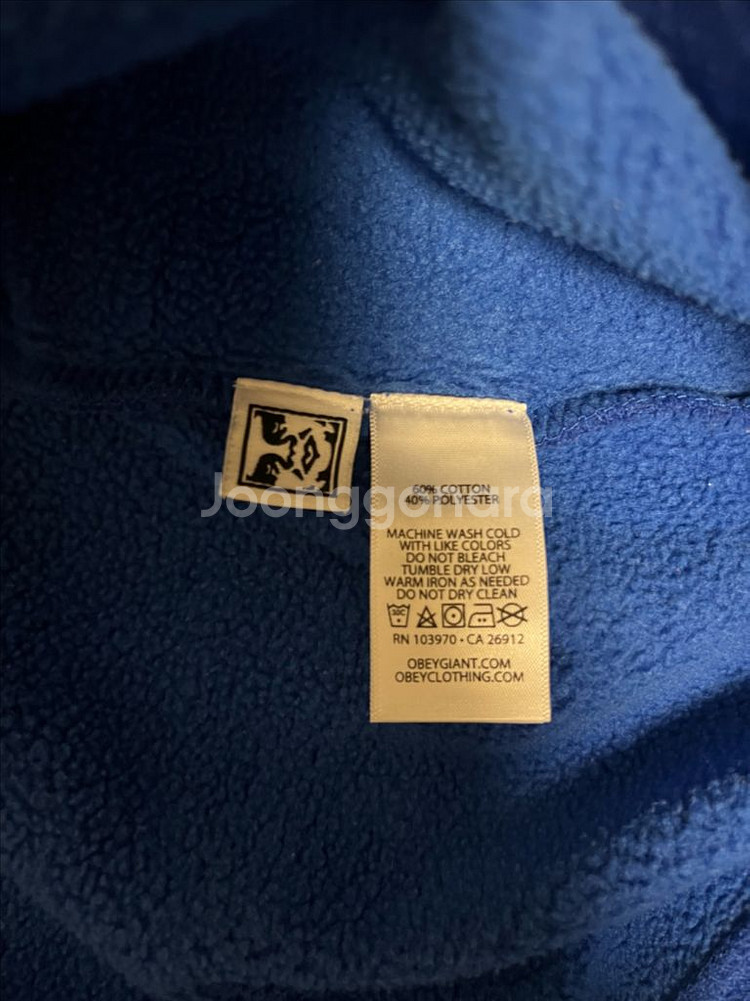 60% COTTON
40% POLYESTER
Joonggonara
MACHINE WASH COLD
WITH LIKE COLORS
DO NOT BLEACH
TUMBLE DRY LOW
WARM IRON AS NEEDED
DO NOT DRY CLEAN
30C
RN 103970 • CA 26912
OBEYGIANT.COM
OBEYCLOTHING.COM